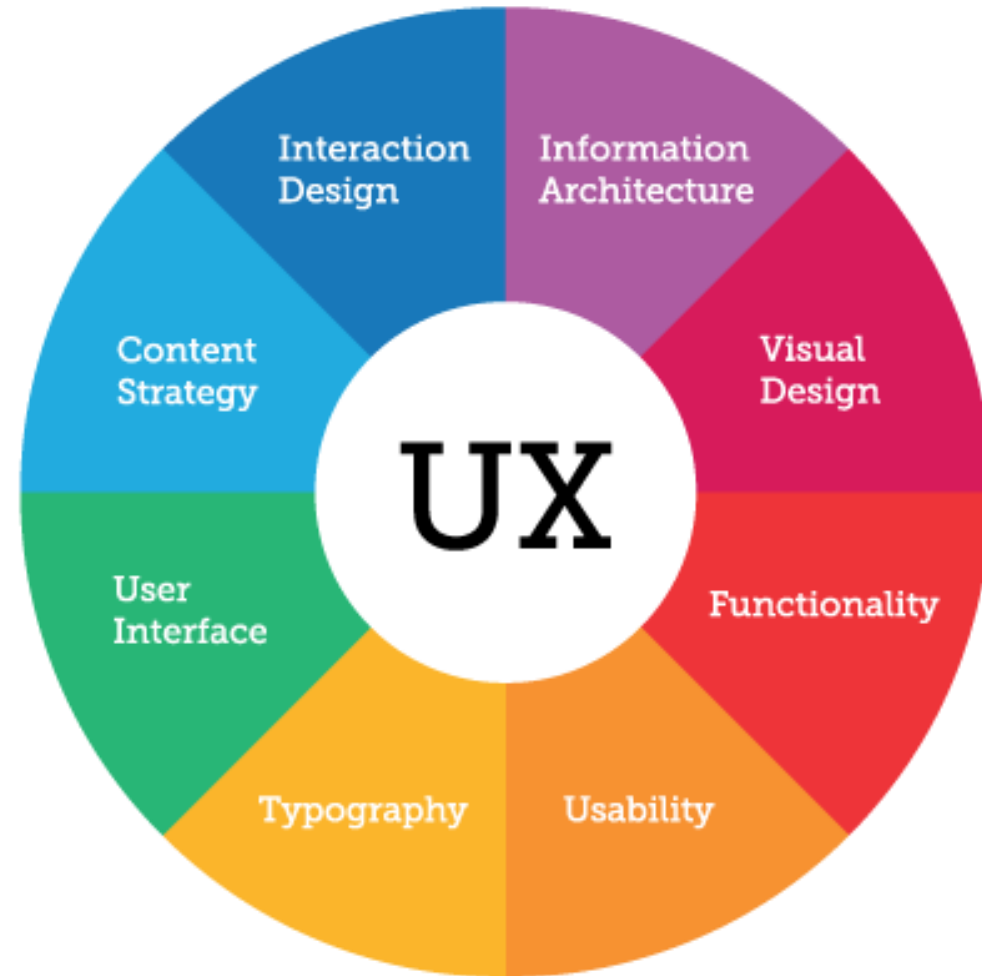 Interaction
Design
Information
Architecture
Visual
Design
Functionality
Usability
Typography
User
Interface
Content
Strategy
UX